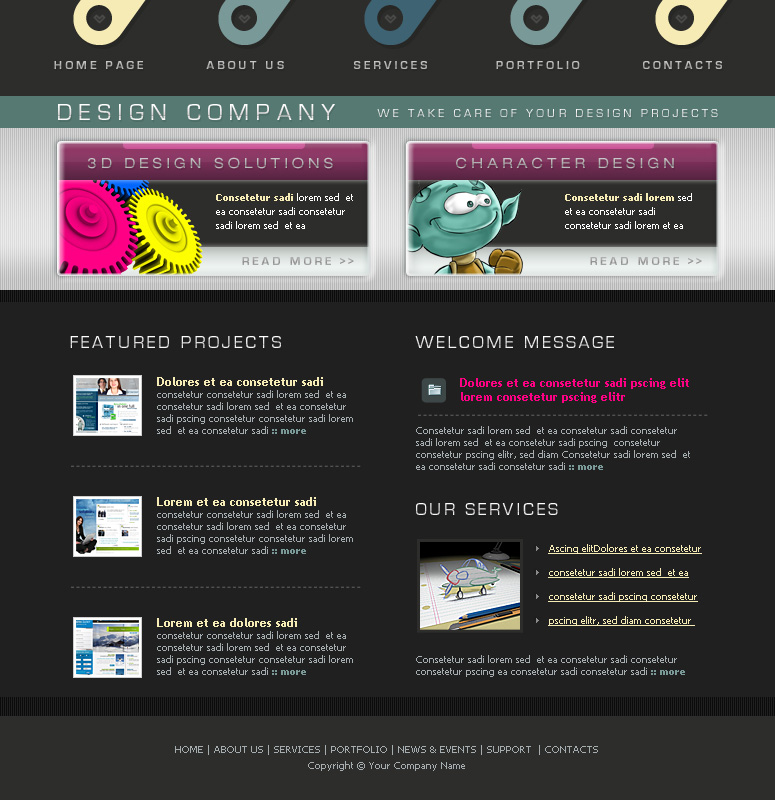 HOME PAGE ABOUT US SERVICES PORTFOLIO CONTACTS
DESIGN COMPANY WE TAKE CARE OF YOUR DESIGN PROJECTS
3D DESIGN SOLUTIONS
Consetetur sadi lorem sed et
ea consetetur sadi consetetur
sadi lorem sed et ea
READ MORE >>
CHARACTER DESIGN
Consetetur sadi lorem sed
et ea consetetur sadi
consetetur lorem et ea
READ MORE >>
FEATURED PROJECTS
Dolores et ea consetetur sadi
consetetur sadi lorem sed et ea
consetetur sadi lorem sed et ea consetetur
sadi pscing consetetur consetetur sadi lorem
sed et ea consetetur sadi :: more
Lorem et ea consetetur sadi
consetetur sadi consetetur sadi lorem sed et ea
consetetur sadi lorem sed et ea consetetur
sadi pscing consetetur consetetur sadi lorem
sed et ea consetetur sadi :: more
Lorem et ea dolores sadi
consetetur sadi consetetur sadi lorem sed et ea
consetetur sadi lorem sed et ea consetetur
sadi pscing consetetur consetetur sadi lorem
sed et ea consetetur sadi :: more
WELCOME MESSAGE
Dolores et ea consetetur sadi pscing elit
lorem consetetur pscing elitr
Consetetur sadi lorem sed et ea consetetur sadi consetetur
sadi lorem sed et ea consetetur sadi pscing consetetur
consetetur pscing elitr, sed diam Consetetur sadi lorem sed et
ea consetetur sadi consetetur sadi :: more
OUR SERVICES
Ascing elitDolores et ea consetetur
consetetur sadi lorem sed et ea
consetetur sadi pscing consetetur
pscing elitr, sed diam consetetur
Consetetur sadi lorem sed et ea consetetur sadi consetetur
consetetur pscing ea consetetur sadi consetetur sadi :: more
HOME | ABOUT US | SERVICES | PORTFOLIO | NEWS & EVENTS | SUPPORT | CONTACTS
Copyright © Your Company Name